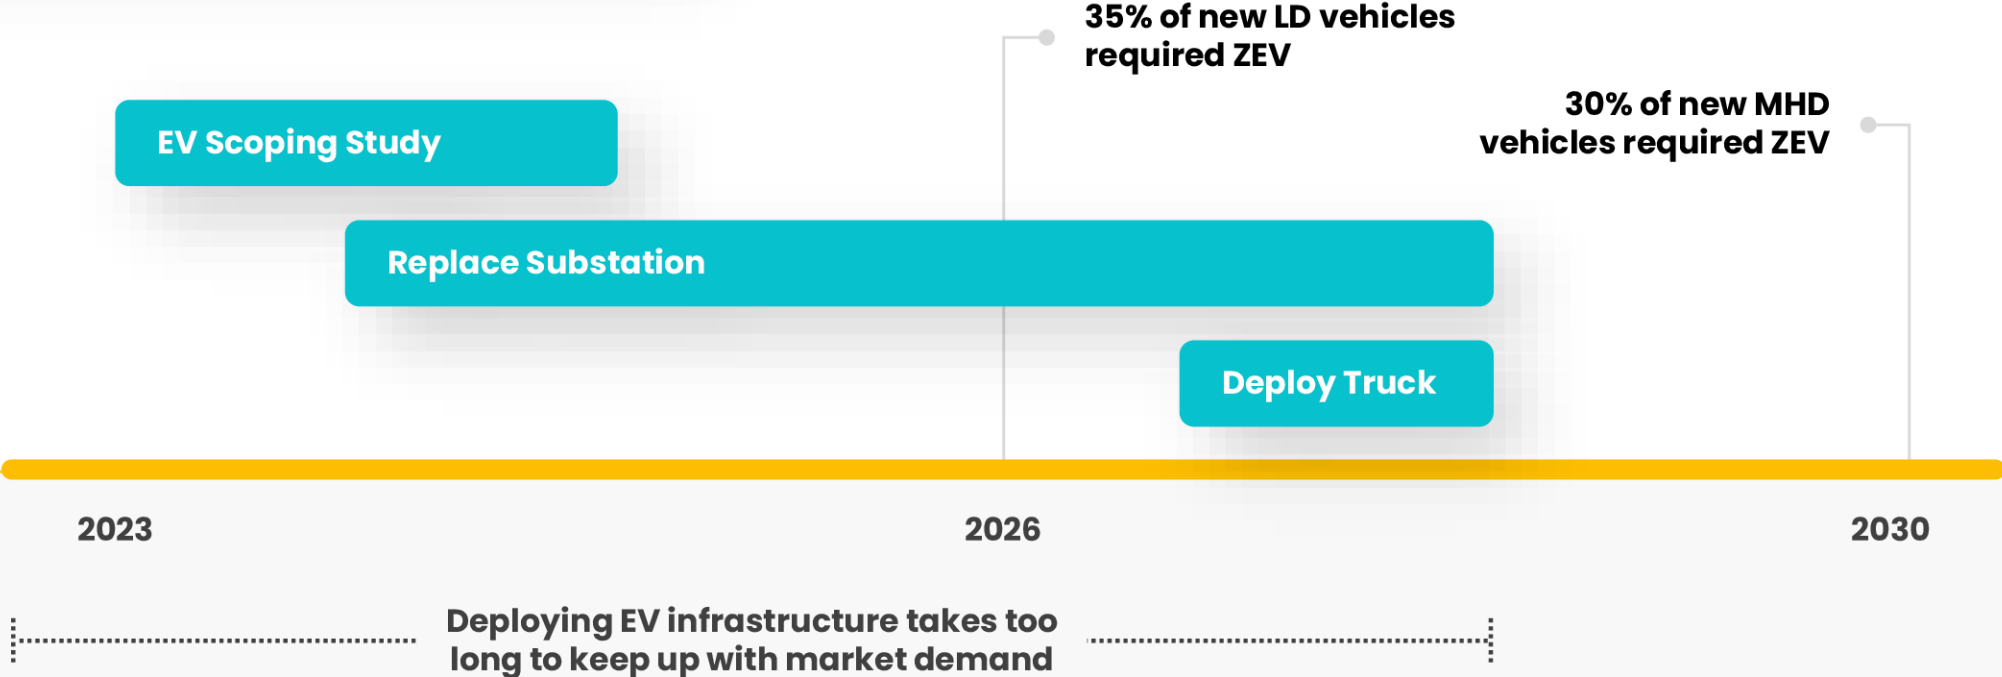 35% of new LD vehicles
required ZEV
30% of new MHD
vehicles required ZEV
EV Scoping Study
Replace Substation
Deploy Truck
2023
2026
2030
Deploying EV infrastructure takes too
long to keep up with market demand